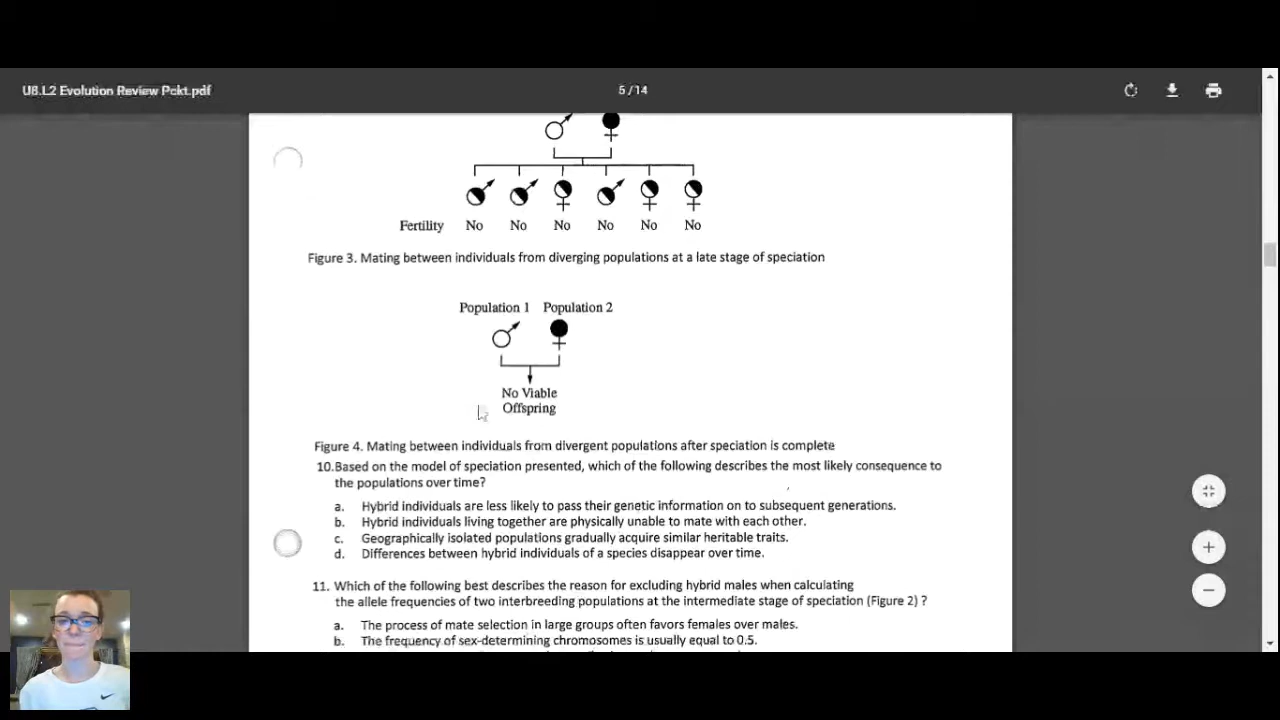 U8.L2 Evolution Review Pckt.pdf
5 / 14
Fertility No No No No No No
Figure 3. Mating between individuals from diverging populations at a late stage of speciation
Population 1 Population 2
No Viable
Offspring
Figure 4. Mating between individuals from divergent populations after speciation is complete
10.Based on the model of speciation presented, which of the following describes the most likely consequence to
the populations over time?
a. Hybrid individuals are less likely to pass their genetic information on to subsequent generations.
b. Hybrid individuals living together are physically unable to mate with each other.
c. Geographically isolated populations gradually acquire similar heritable traits.
d. Differences between hybrid individuals of a species disappear over time.
11. Which of the following best describes the reason for excluding hybrid males when calculating
the allele frequencies of two interbreeding populations at the intermediate stage of speciation (Figure 2) ?
a. The process of mate selection in large groups often favors females over males.
b. The frequency of sex-determining chromosomes is usually equal to 0.5.